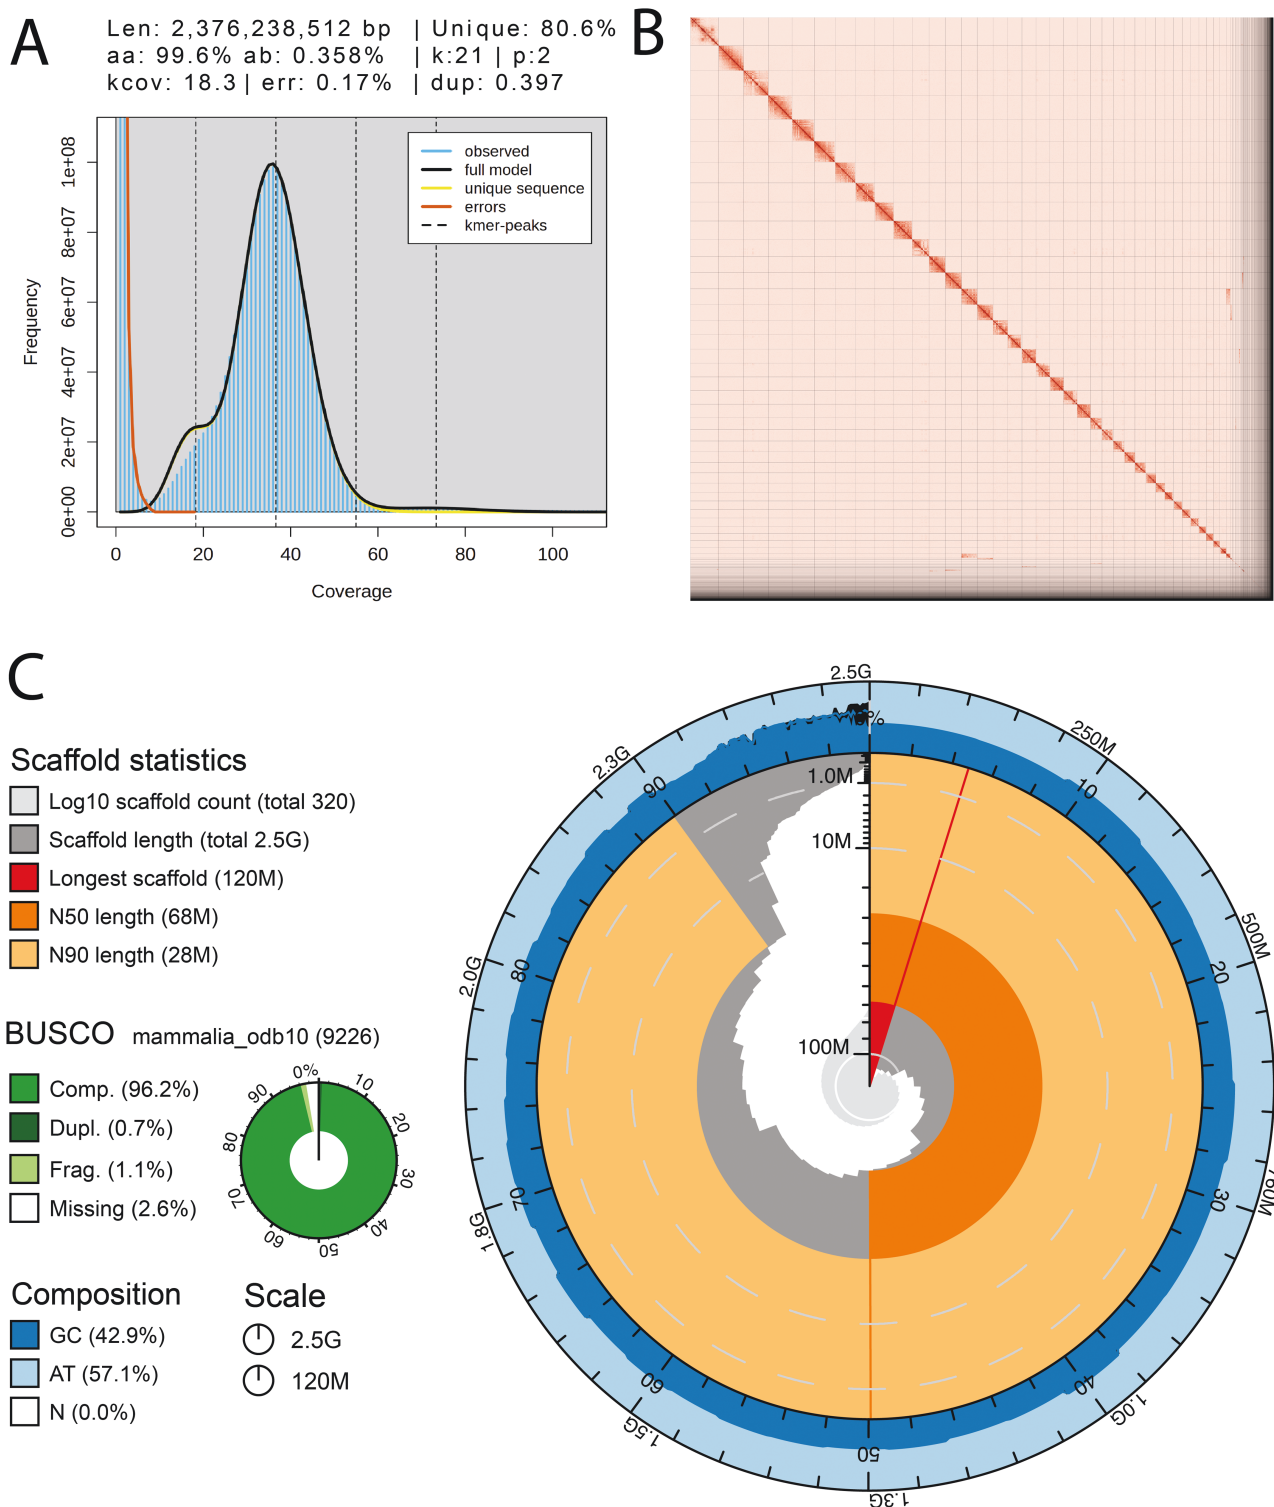 A
Len: 2,376,238,512 bp | Unique: 80.6%
aa: 99.6% ab: 0.358% | k:21 | p:2
kcov: 18.3 | err: 0.17% | dup: 0.397
observed
full model
unique sequence
errors
kmer-peaks
Frequency
0e+00
2e+07
4e+07
6e+07
8e+07
1e+08
0 20 40 60 80 100
Coverage
B
C
Scaffold statistics
Log10 scaffold count (total 320)
Scaffold length (total 2.5G)
Longest scaffold (120M)
N50 length (68M)
N90 length (28M)
BUSCO mammalia_odb10 (9226)
Comp. (96.2%)
Dupl. (0.7%)
Frag. (1.1%)
Missing (2.6%)
0%
10
20
30
40
50
60
70
80
90
Composition
GC (42.9%)
AT (57.1%)
N (0.0%)
Scale
2.5G
120M
2.5G
250M
500M
780M
1.0G
1.3G
1.5G
1.8G
2.0G
2.3G
10
20
30
40
50
60
70
80
90
1.0M
10M
100M